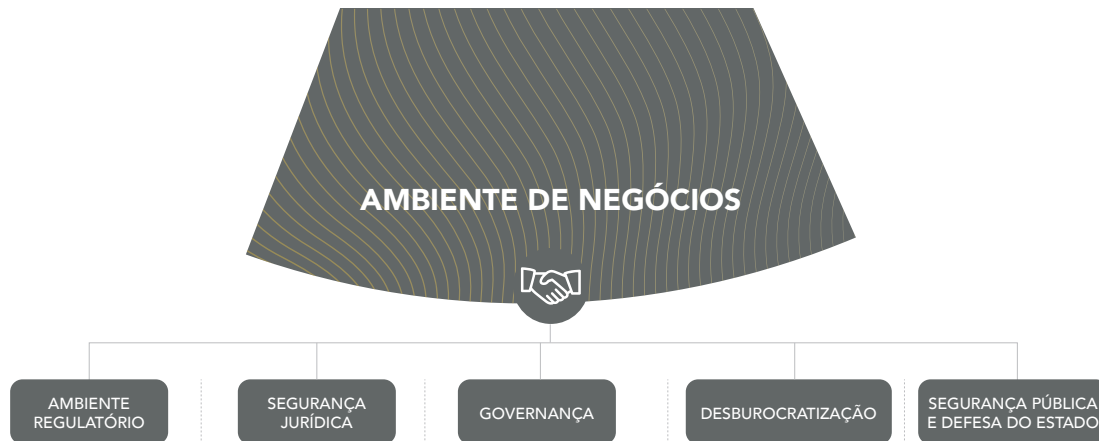 AMBIENTE DE NEGÓCIOS
AMBIENTE
REGULATÓRIO
SEGURANÇA
JURÍDICA
GOVERNANÇA
DESBUROCRATIZAÇÃO
SEGURANÇA PÚBLICA
E DEFESA DO ESTADO